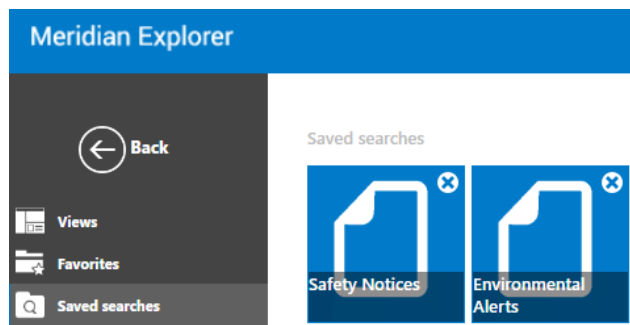 Meridian Explorer
Back
Views
Favorites
Saved searches
Saved searches
Safety Notices
Environmental
Alerts